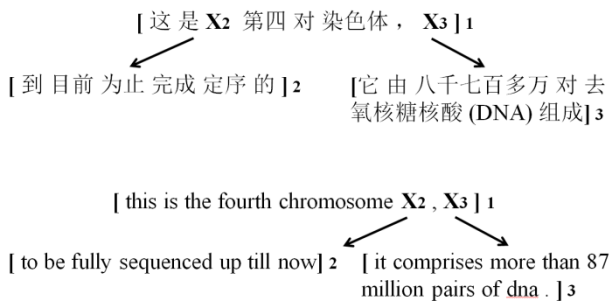 [ 这 是 X2 第四 对 染色体 ， X3 ] 1
[ 到 目前 为止 完成 定序 的 ] 2
[它 由 八千七百多万 对 去
氧核糖核酸 (DNA) 组成] 3
[ this is the fourth chromosome X2 , X3 ] 1
[ to be fully sequenced up till now] 2
[ it comprises more than 87
million pairs of dna . ] 3